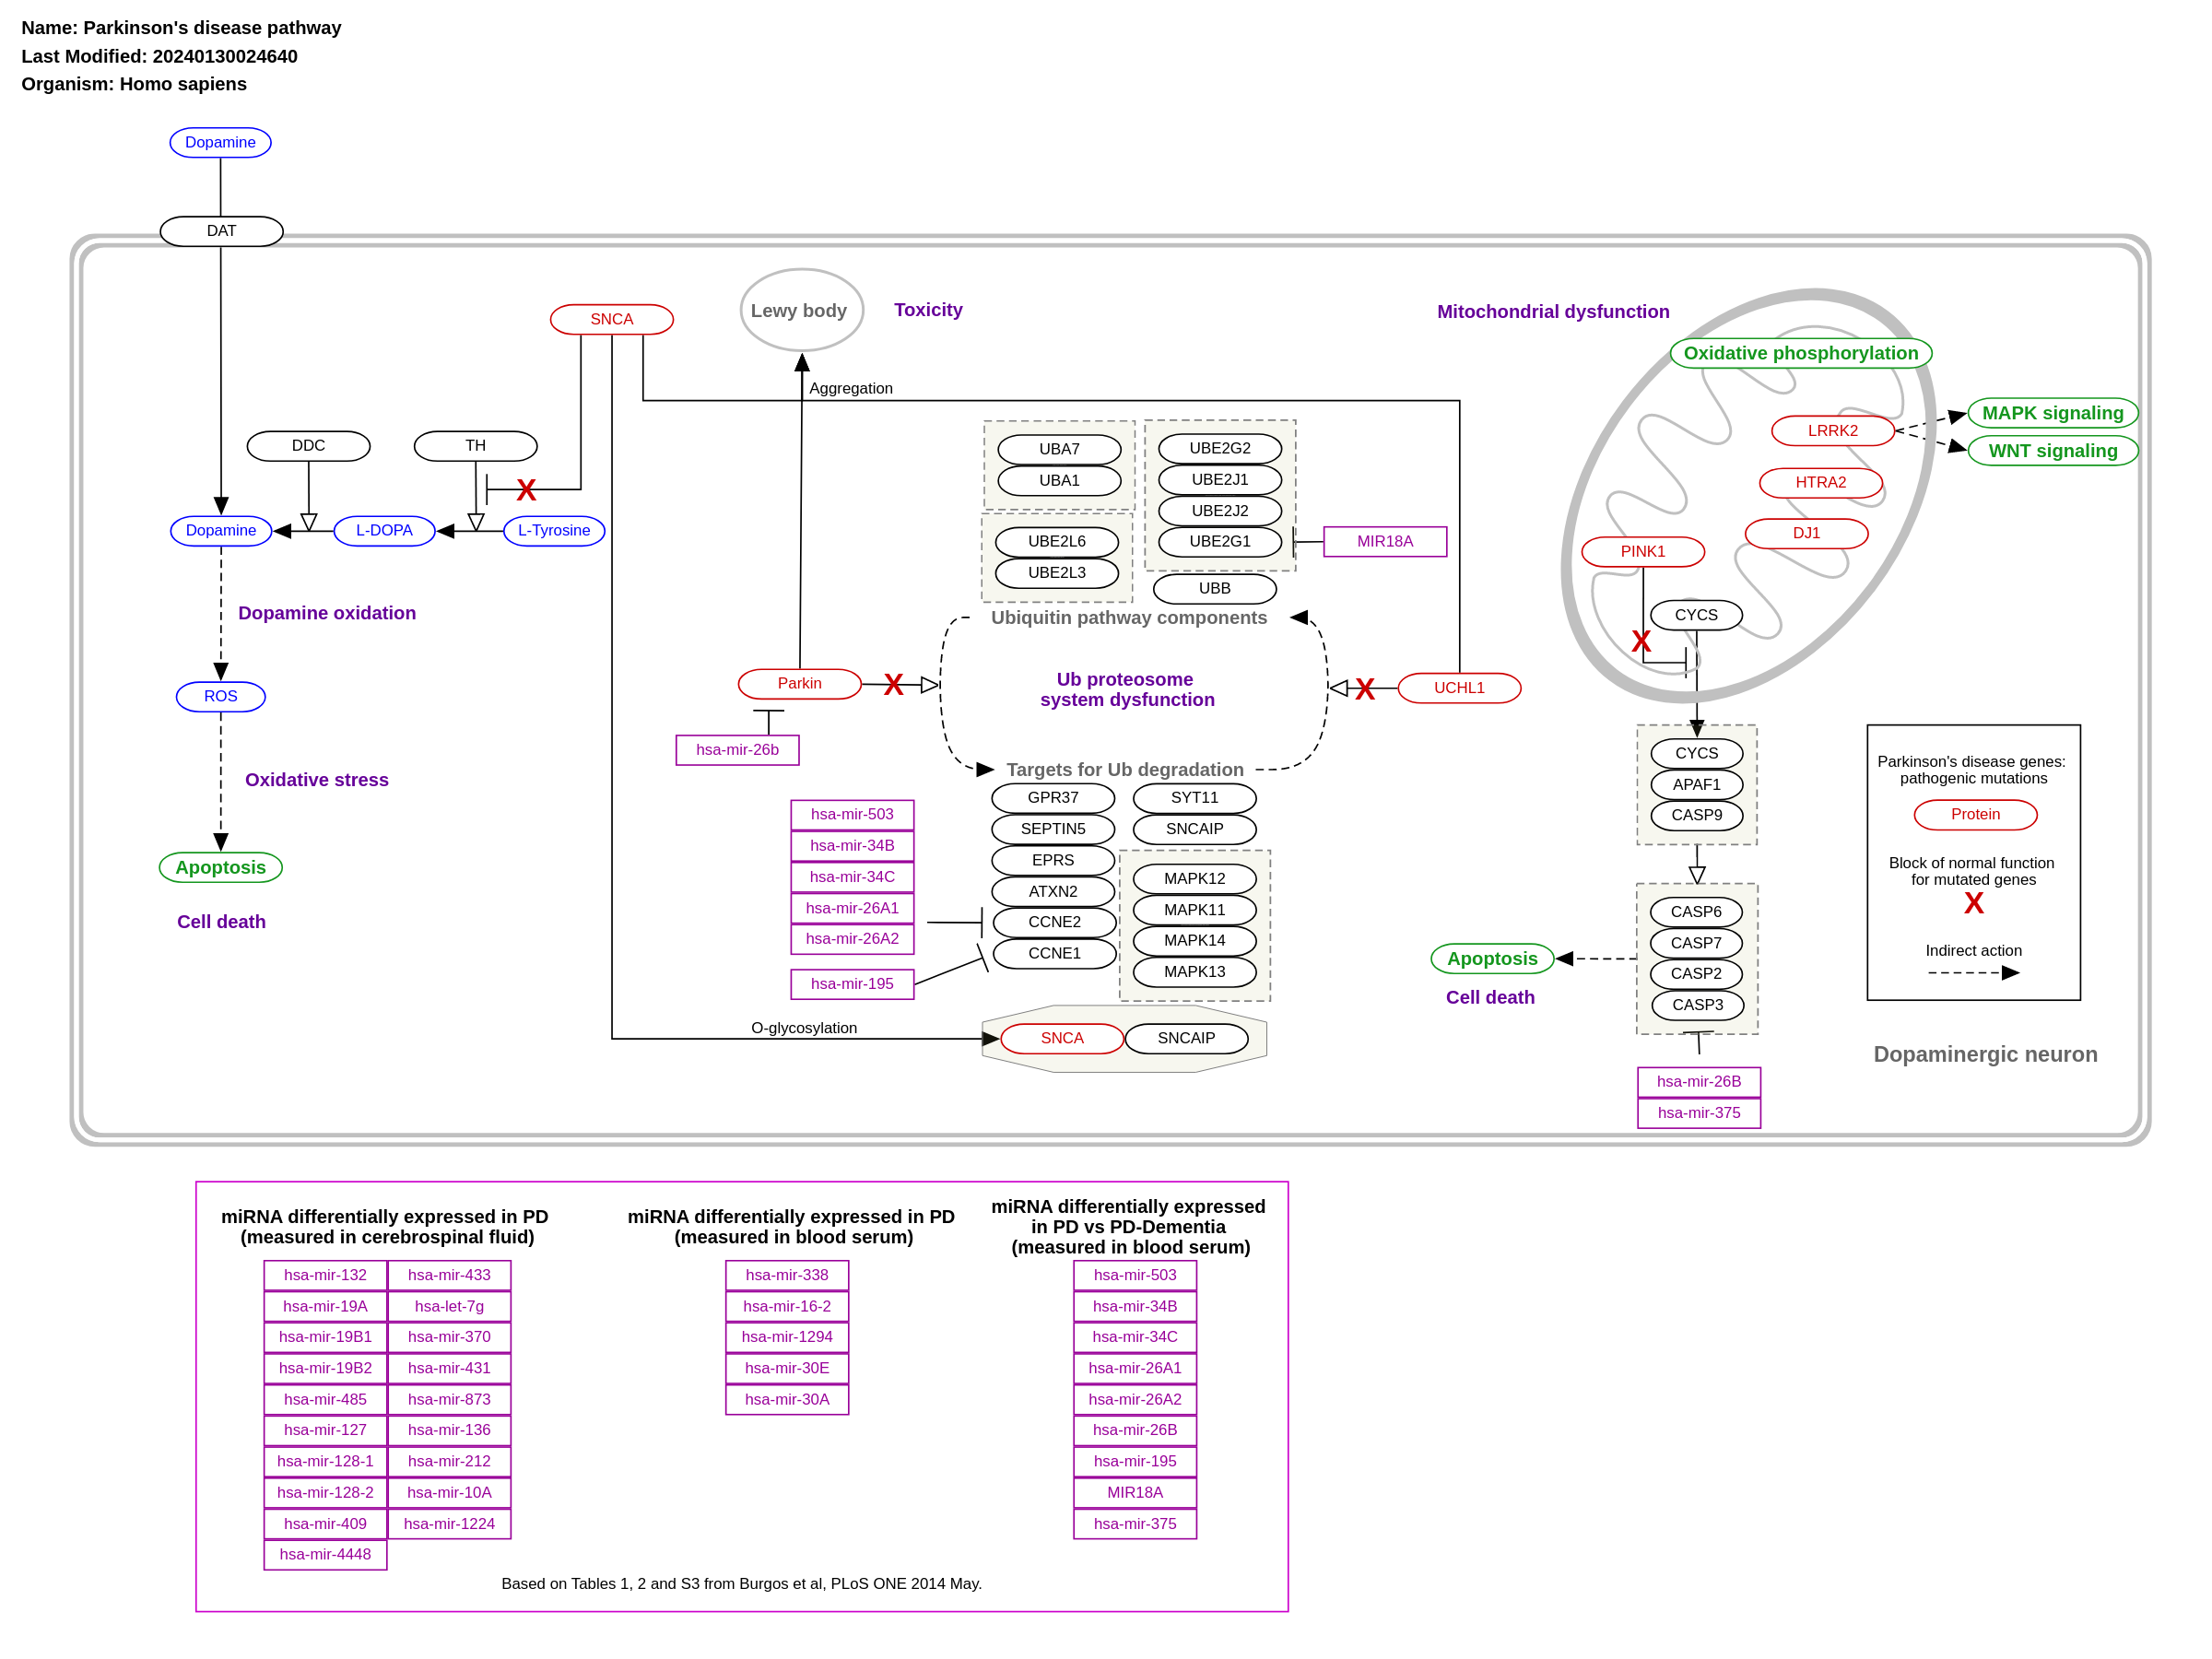 Name: Parkinson's disease pathway
Last Modified: 20240130024640
Organism: Homo sapiens
Dopamine
DAT
SNCA
Lewy body
Toxicity
Mitochondrial dysfunction
Oxidative phosphorylation
Aggregation
MAPK signaling
LRRK2
WNT signaling
DDC
TH
UBA7
UBA1
UBE2G2
UBE2J1
UBE2J2
UBE2G1
HTRA2
X
Dopamine
L-DOPA
L-Tyrosine
UBE2L6
UBE2L3
MIR18A
DJ1
PINK1
UBB
Ubiquitin pathway components
CYCS
X
Dopamine oxidation
ROS
Parkin
X
Ub proteosome
system dysfunction
X
UCHL1
hsa-mir-26b
Oxidative stress
Targets for Ub degradation
CYCS
APAF1
CASP9
Parkinson's disease genes:
pathogenic mutations
Protein
Block of normal function
for mutated genes
X
Indirect action
hsa-mir-503
hsa-mir-34B
hsa-mir-34C
hsa-mir-26A1
hsa-mir-26A2
hsa-mir-195
GPR37
SEPTIN5
EPRS
ATXN2
CCNE2
CCNE1
SYT11
SNCAIP
MAPK12
MAPK11
MAPK14
MAPK13
Apoptosis
Cell death
CASP6
CASP7
CASP2
CASP3
Apoptosis
Cell death
O-glycosylation
SNCA
SNCAIP
hsa-mir-26B
hsa-mir-375
Dopaminergic neuron
miRNA differentially expressed in PD
(measured in cerebrospinal fluid)
hsa-mir-132
hsa-mir-433
hsa-mir-19A
hsa-let-7g
hsa-mir-19B1
hsa-mir-370
hsa-mir-19B2
hsa-mir-431
hsa-mir-485
hsa-mir-873
hsa-mir-127
hsa-mir-136
hsa-mir-128-1
hsa-mir-212
hsa-mir-128-2
hsa-mir-10A
hsa-mir-409
hsa-mir-1224
hsa-mir-4448
miRNA differentially expressed in PD
(measured in blood serum)
hsa-mir-338
hsa-mir-16-2
hsa-mir-1294
hsa-mir-30E
hsa-mir-30A
miRNA differentially expressed
in PD vs PD-Dementia
(measured in blood serum)
hsa-mir-503
hsa-mir-34B
hsa-mir-34C
hsa-mir-26A1
hsa-mir-26A2
hsa-mir-26B
hsa-mir-195
MIR18A
hsa-mir-375
Based on Tables 1, 2 and S3 from Burgos et al, PLoS ONE 2014 May.